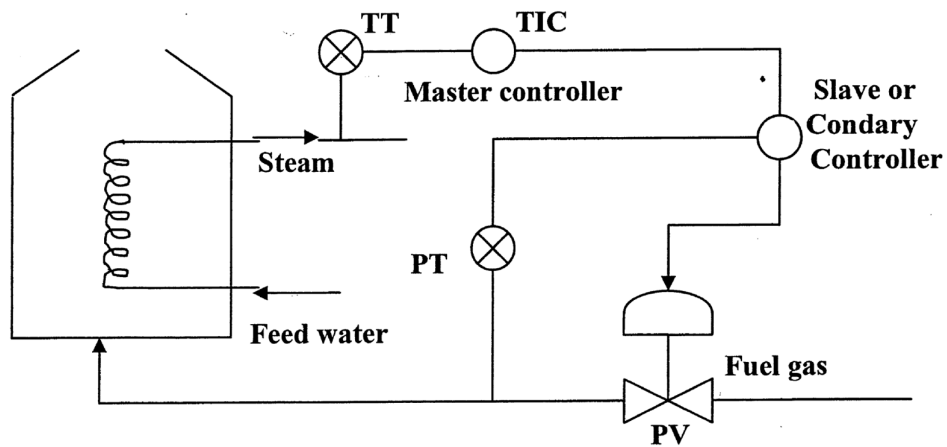 TT
TIC
Master controller
Slave or
Condary
Controller
Steam
PT
Feed water
Fuel gas
PV